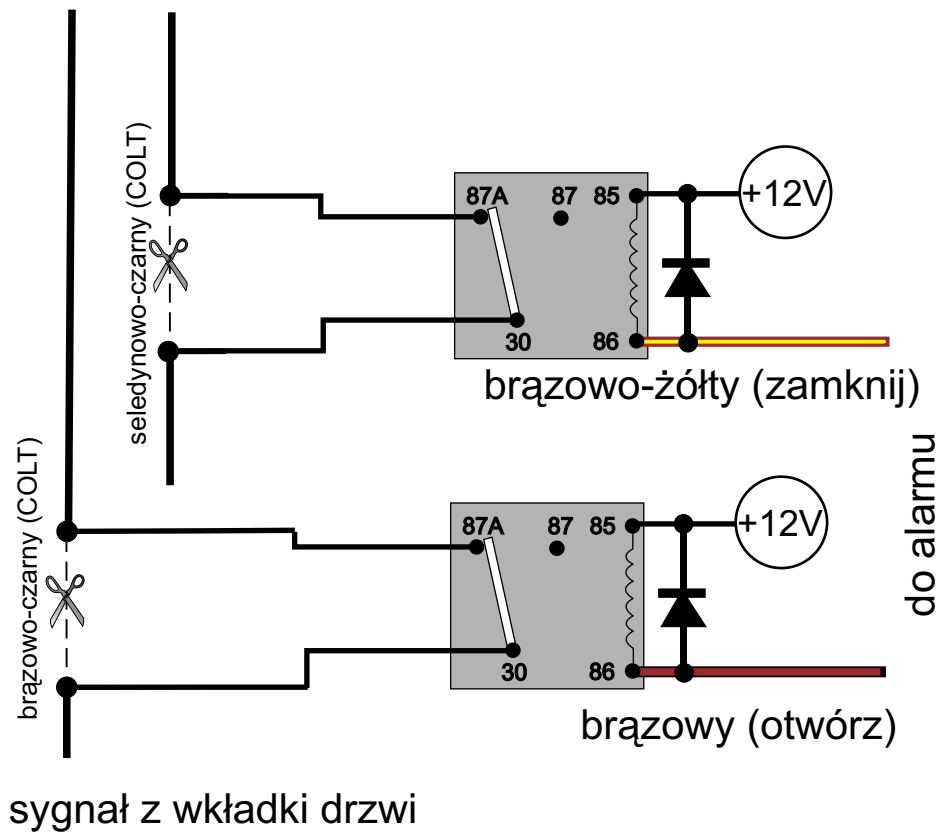 seledynowo-czarny (COLT)
87A 87 85
+12V
30 86
brązowo-żółty (zamknij)
do alarmu
brązowo-czarny (COLT)
87A 87 85
+12V
30 86
brązowy (otwórz)
sygnał z wkładki drzwi